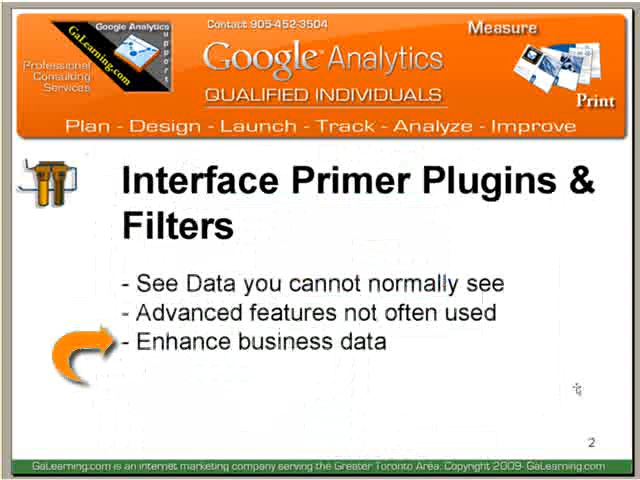 Google Analytics
support
GaLearning.com
Professional
Consulting
Services
Contact 905-452-3504
Google™ Analytics
QUALIFIED INDIVIDUALS
Measure
Print
Plan - Design - Launch - Track - Analyze - Improve
Interface Primer Plugins &
Filters
- See Data you cannot normally see
- Advanced features not often used
- Enhance business data
2
GaLearning.com is an internet marketing company serving the Greater Toronto Area. Copyright 2009- GaLearning.com